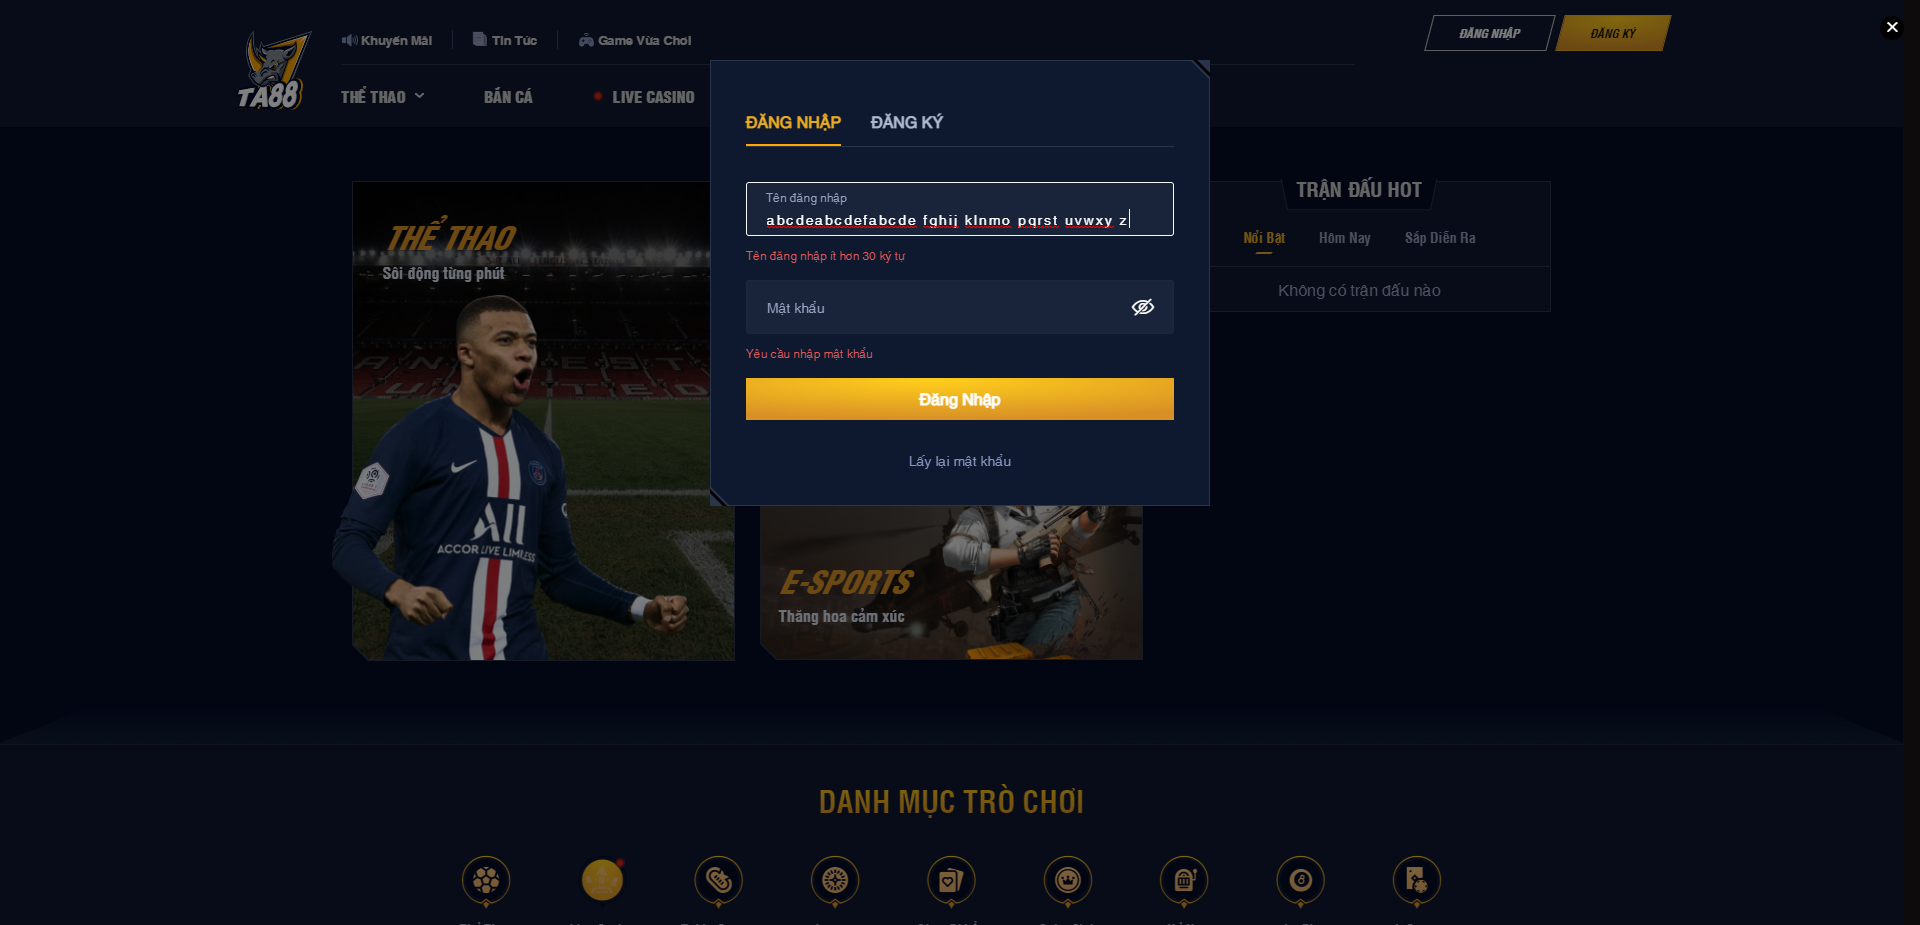 TA88
Khuyến Mãi
Tin Tức
Game Vừa Chơi
ĐĂNG NHẬP
ĐĂNG KÝ
THỂ THAO
BẮN CÁ
LIVE CASINO
ĐĂNG NHẬP
ĐĂNG KÝ
Tên đăng nhập
abcdeabcdefabcde fghij klnmo pqrst uvwxy z
Tên đăng nhập ít hơn 30 ký tự
Mật khẩu
Yêu cầu nhập mật khẩu
Đăng Nhập
Lấy lại mật khẩu
THỂ THAO
Sôi động từng phút
ALL
ACCOR LIVE LIMITLESS
E-SPORTS
Thăng hoa cảm xúc
TRẬN ĐẤU HOT
Nổi Bật
Hôm Nay
Sắp Diễn Ra
Không có trận đấu nào
DANH MỤC TRÒ CHƠI